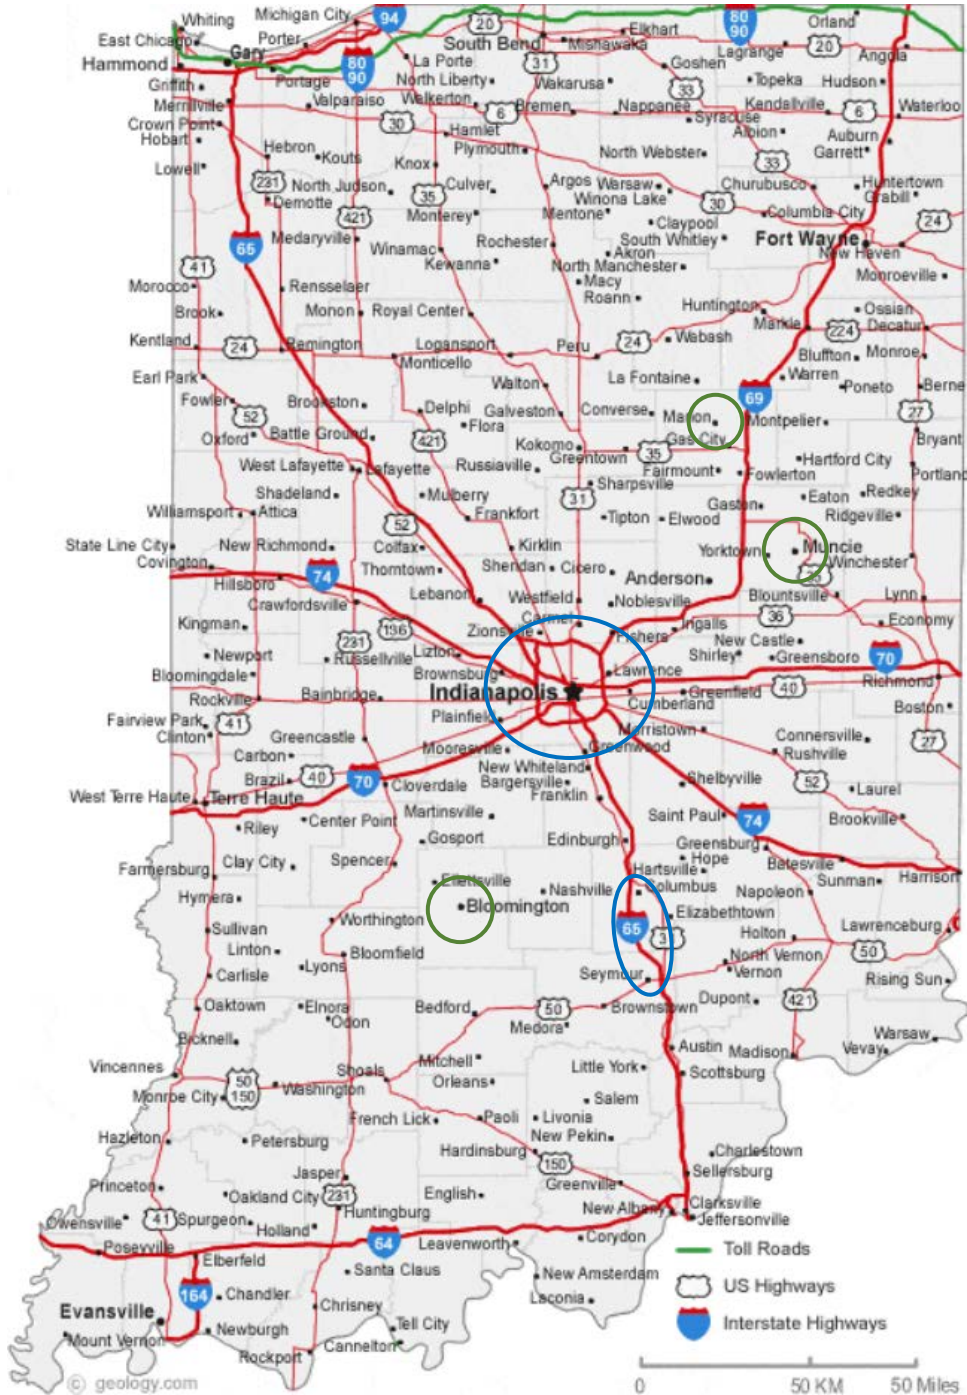 Whiting
Michigan City
94
20
80
90
Orland
East Chicago
Porter
Elkhart
Gary
South Bend
Mishawaka
Lagrange
20
Angola
Hammond
80
90
La Porte
31
Goshen
Griffith
Portage
North Liberty
Wakarusa
33
Topeka
Hudson
Merrillville
Valparaiso
Walkerton
6
Bremen
Nappanee
Kendallville
6
Waterloo
Crown Point
30
Hamlet
Syracuse
Albion
Auburn
Hobart
Hebron
Kouts
Plymouth
North Webster
33
Garrett
Lowell
Knox
231
North Judson
35
Culver
Argos
Warsaw
Churubusco
Huntertown
Demotte
Winona Lake
30
Grabill
421
Monterey
Mentone
Claypool
Columbia City
24
65
Medaryville
Winamac
Rochester
South Whitley
Fort Wayne
Akron
New Haven
41
Kewanna
North Manchester
Monroeville
Morocco
Rensselaer
Macy
Roann
Brook
Monon
Royal Center
Huntington
Ossian
Markle
224
Decatur
Kentland
24
Remington
Logansport
Peru
24
Wabash
Monticello
Bluffton
Monroe
Earl Park
Walton
La Fontaine
Warren
Poneto
Berne
Fowler
Brookston
Delphi
Galveston
Converse
Marion
69
Montpelier
27
52
Flora
Oxford
Battle Ground
421
Kokomo
Gas City
Bryant
Greentown
35
West Lafayette
Lafayette
Russiaville
Fairmount
Fowlerton
Hartford City
Portland
Sharpsville
Shadeland
Mulberry
31
Gaston
Eaton
Redkey
Williamsport
Attica
Frankfort
Tipton
Elwood
Ridgeville
52
State Line City
New Richmond
Colfax
Kirklin
Yorktown
Muncie
Covington
Sheridan
Cicero
Winchester
74
Thorntown
Anderson
Hillsboro
Lebanon
Westfield
Noblesville
Blountsville
Lynn
Crawfordsville
36
Kingman
136
Zionsville
Carmel
Fishers
Ingalls
Economy
231
Lizton
New Castle
Newport
Russellville
Shirley
Greensboro
70
Bloomingdale
Brownsburg
Lawrence
Richmond
Rockville
Bainbridge
Indianapolis
Greenfield
40
Cumberland
Boston
Fairview Park
41
Plainfield
Morristown
Clinton
Greencastle
Connersville
27
Carbon
Mooresville
Greenwood
Rushville
Brazil
40
70
Cloverdale
New Whiteland
Shelbyville
52
Bargersville
Laurel
West Terre Haute
Terre Haute
Franklin
Martinsville
Saint Paul
74
Brookville
Riley
Center Point
Gosport
Edinburgh
Greensburg
Farmersburg
Clay City
Spencer
Hope
Batesville
Hartsville
Sunman
Harrison
Hymera
Ellettsville
Nashville
Columbus
Napoleon
Bloomington
Worthington
Elizabethtown
Lawrenceburg
Sullivan
65
Holton
Linton
Bloomfield
North Vernon
50
Lyons
Vernon
Carlisle
Seymour
Rising Sun
Oaktown
Elnora
Bedford
50
Brownstown
Dupont
421
Odon
Medora
Bicknell
Austin
Madison
Warsaw
Vevay
Vincennes
Shoals
Mitchell
Little York
Scottsburg
50
150
Washington
Orleans
Monroe City
Salem
French Lick
Paoli
Livonia
Hazleton
Petersburg
New Pekin
Hardinsburg
Charlestown
Jasper
150
Sellersburg
Princeton
Oakland City
231
English
Greenville
Owensville
41
Spurgeon
Huntingburg
New Albany
Clarksville
Holland
Jeffersonville
64
Leavenworth
Corydon
Poseyville
Toll Roads
Elberfeld
Santa Claus
New Amsterdam
US Highways
164
Chandler
Chrisney
Laconia
Evansville
Tell City
Interstate Highways
Newburgh
Mount Vernon
Cannelton
Rockport
© geology.com
0
50 KM
50 Miles